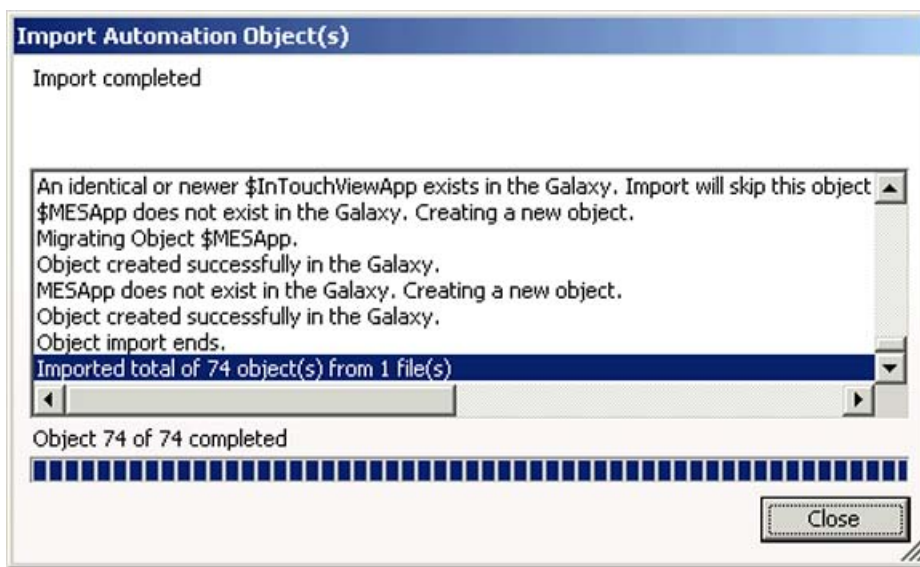 Import Automation Object(s)
Import completed
An identical or newer $InTouchViewApp exists in the Galaxy. Import will skip this object
$MESApp does not exist in the Galaxy. Creating a new object.
Migrating Object $MESApp.
Object created successfully in the Galaxy.
MESApp does not exist in the Galaxy. Creating a new object.
Object created successfully in the Galaxy.
Object import ends.
Imported total of 74 object(s) from 1 file(s)
Object 74 of 74 completed
Close